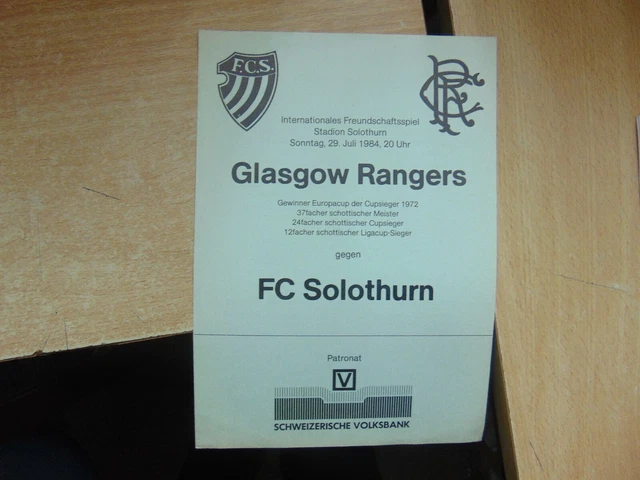 F.C.S.
RFC
Internationales Freundschaftsspiel
Stadion Solothurn
Sonntag, 29. Juli 1984, 20 Uhr
Glasgow Rangers
Gewinner Europacup der Cupsieger 1972
37facher schottischer Meister
24facher schottischer Cupsieger
12facher schottischer Ligacup-Sieger
gegen
FC Solothurn
Patronat
V
SCHWEIZERISCHE VOLKSBANK